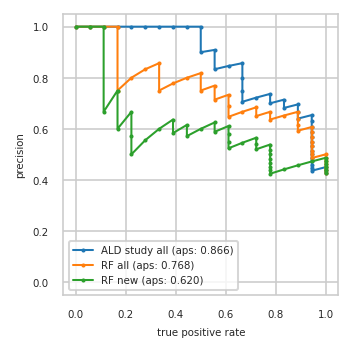 1.0
0.8
0.6
0.4
0.2
0.0
precision
ALD study all (aps: 0.866)
RF all (aps: 0.768)
RF new (aps: 0.620)
0.0 0.2 0.4 0.6 0.8 1.0
true positive rate